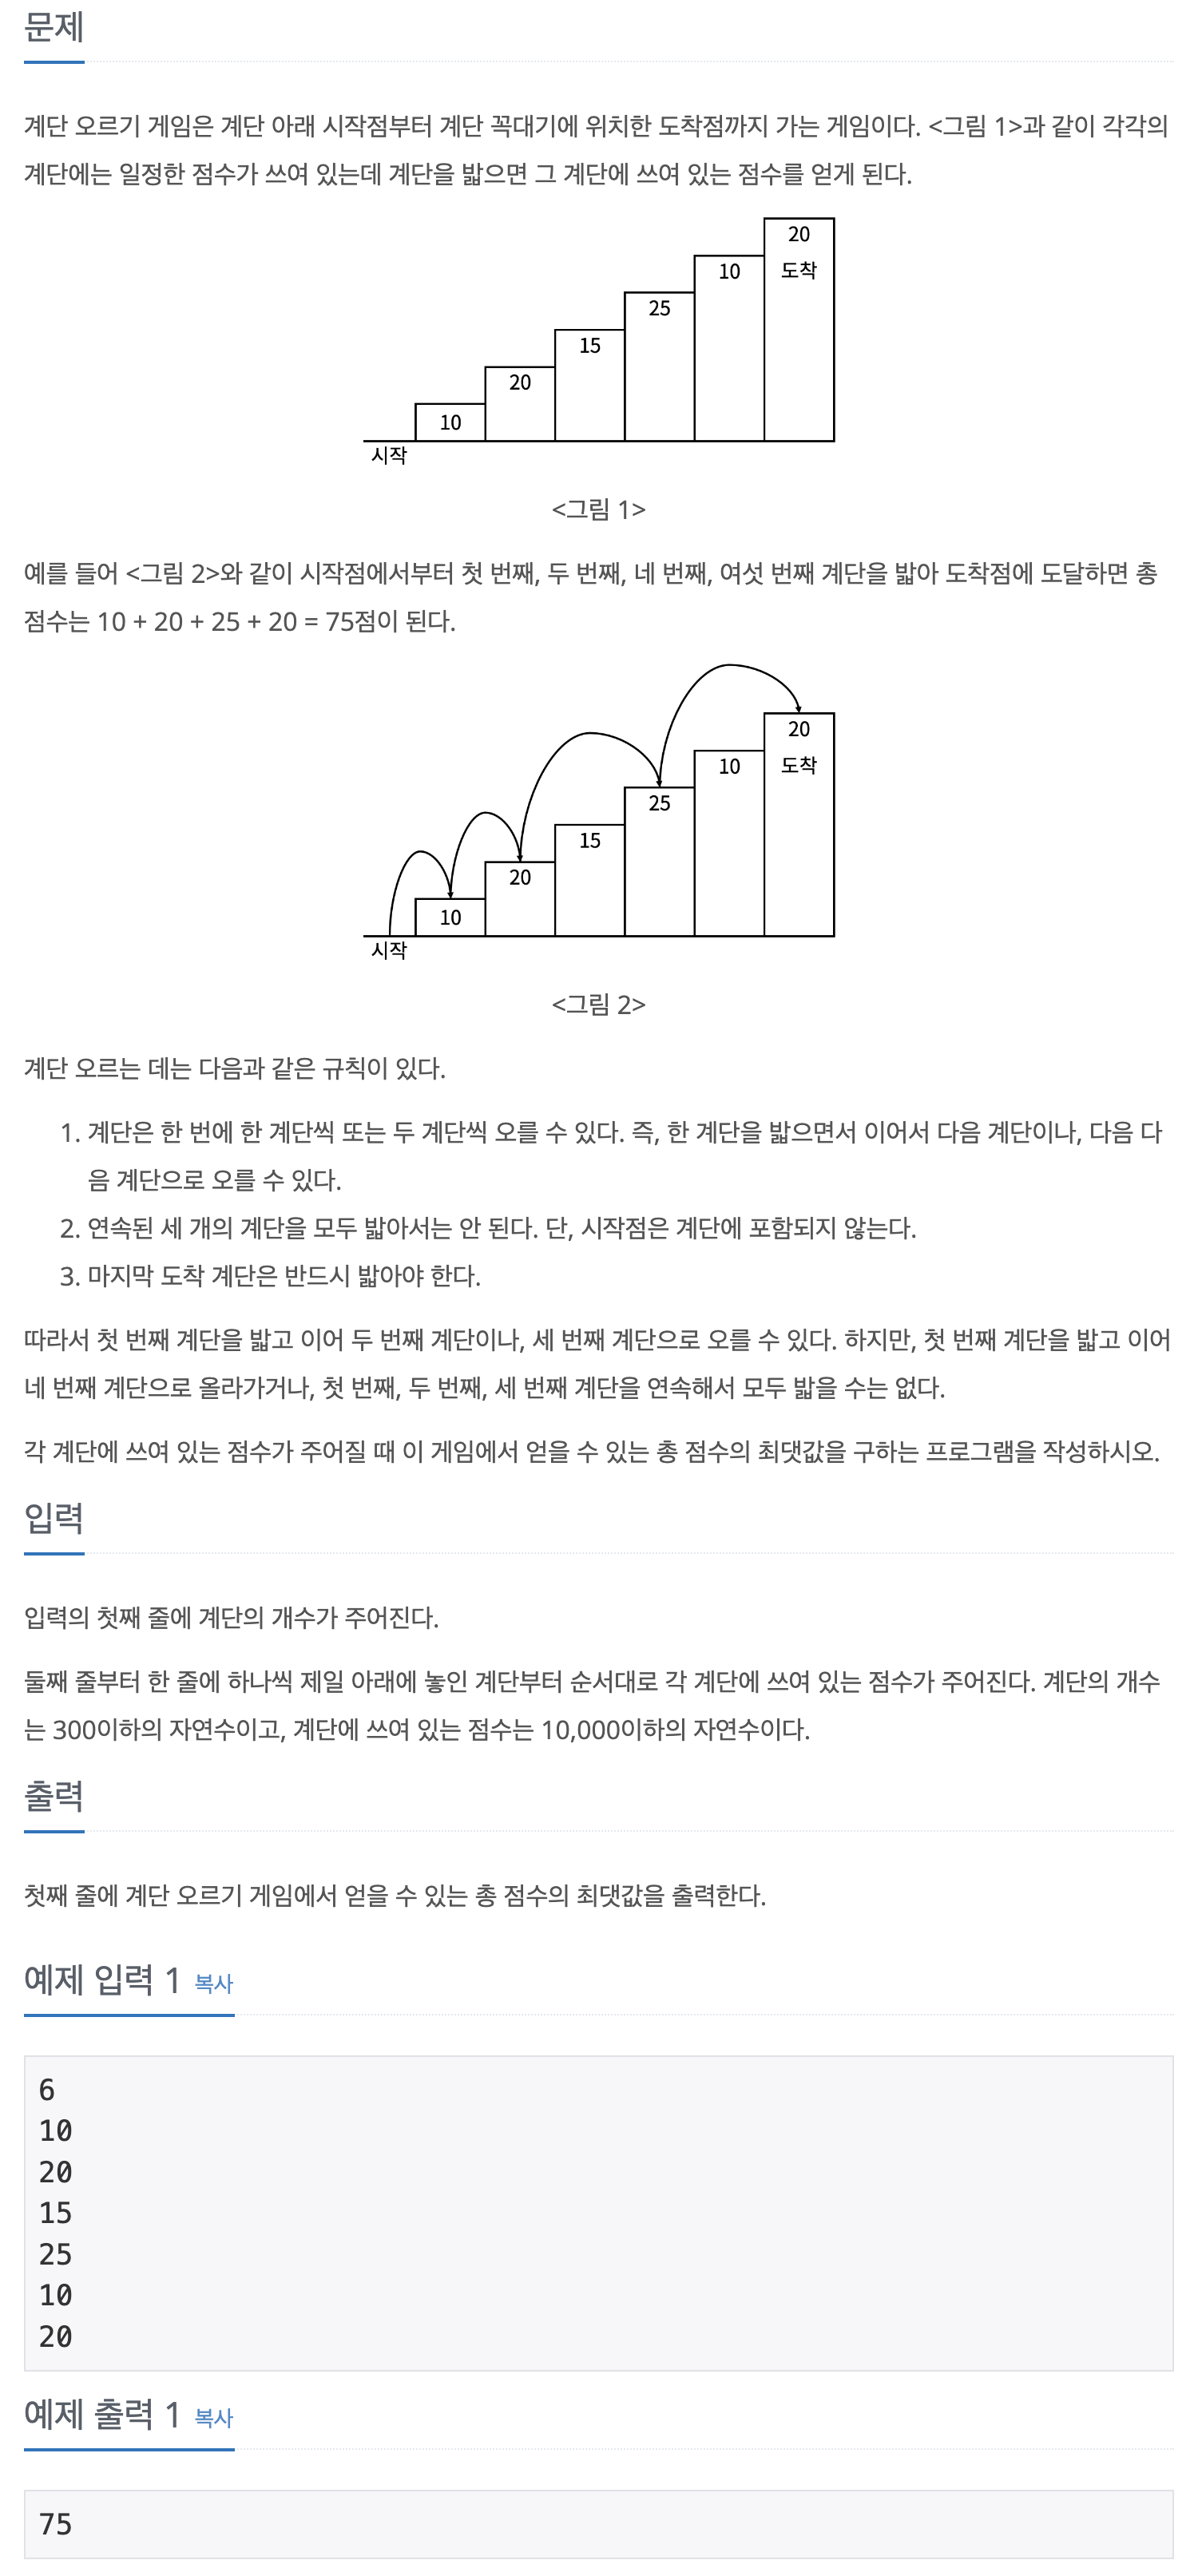 문제
계단 오르기 게임은 계단 아래 시작점부터 계단 꼭대기에 위치한 도착점까지 가는 게임이다. <그림 1>과 같이 각각의
계단에는 일정한 점수가 쓰여 있는데 계단을 밟으면 그 계단에 쓰여 있는 점수를 얻게 된다.
20
도착
10
25
15
20
10
시작
<그림 1>
예를 들어 <그림 2>와 같이 시작점에서부터 첫 번째, 두 번째, 네 번째, 여섯 번째 계단을 밟아 도착점에 도달하면 총
점수는 10 + 20 + 25 + 20 = 75점이 된다.
20
도착
10
25
15
20
10
시작
<그림 2>
계단 오르는 데는 다음과 같은 규칙이 있다.
1. 계단은 한 번에 한 계단씩 또는 두 계단씩 오를 수 있다. 즉, 한 계단을 밟으면서 이어서 다음 계단이나, 다음 다
음 계단으로 오를 수 있다.
2. 연속된 세 개의 계단을 모두 밟아서는 안 된다. 단, 시작점은 계단에 포함되지 않는다.
3. 마지막 도착 계단은 반드시 밟아야 한다.
따라서 첫 번째 계단을 밟고 이어 두 번째 계단이나, 세 번째 계단으로 오를 수 있다. 하지만, 첫 번째 계단을 밟고 이어
네 번째 계단으로 올라가거나, 첫 번째, 두 번째, 세 번째 계단을 연속해서 모두 밟을 수는 없다.
각 계단에 쓰여 있는 점수가 주어질 때 이 게임에서 얻을 수 있는 총 점수의 최댓값을 구하는 프로그램을 작성하시오.
입력
입력의 첫째 줄에 계단의 개수가 주어진다.
둘째 줄부터 한 줄에 하나씩 제일 아래에 놓인 계단부터 순서대로 각 계단에 쓰여 있는 점수가 주어진다. 계단의 개수
는 300이하의 자연수이고, 계단에 쓰여 있는 점수는 10,000이하의 자연수이다.
출력
첫째 줄에 계단 오르기 게임에서 얻을 수 있는 총 점수의 최댓값을 출력한다.
예제 입력 1 복사
6
10
20
15
25
10
20
예제 출력 1 복사
75